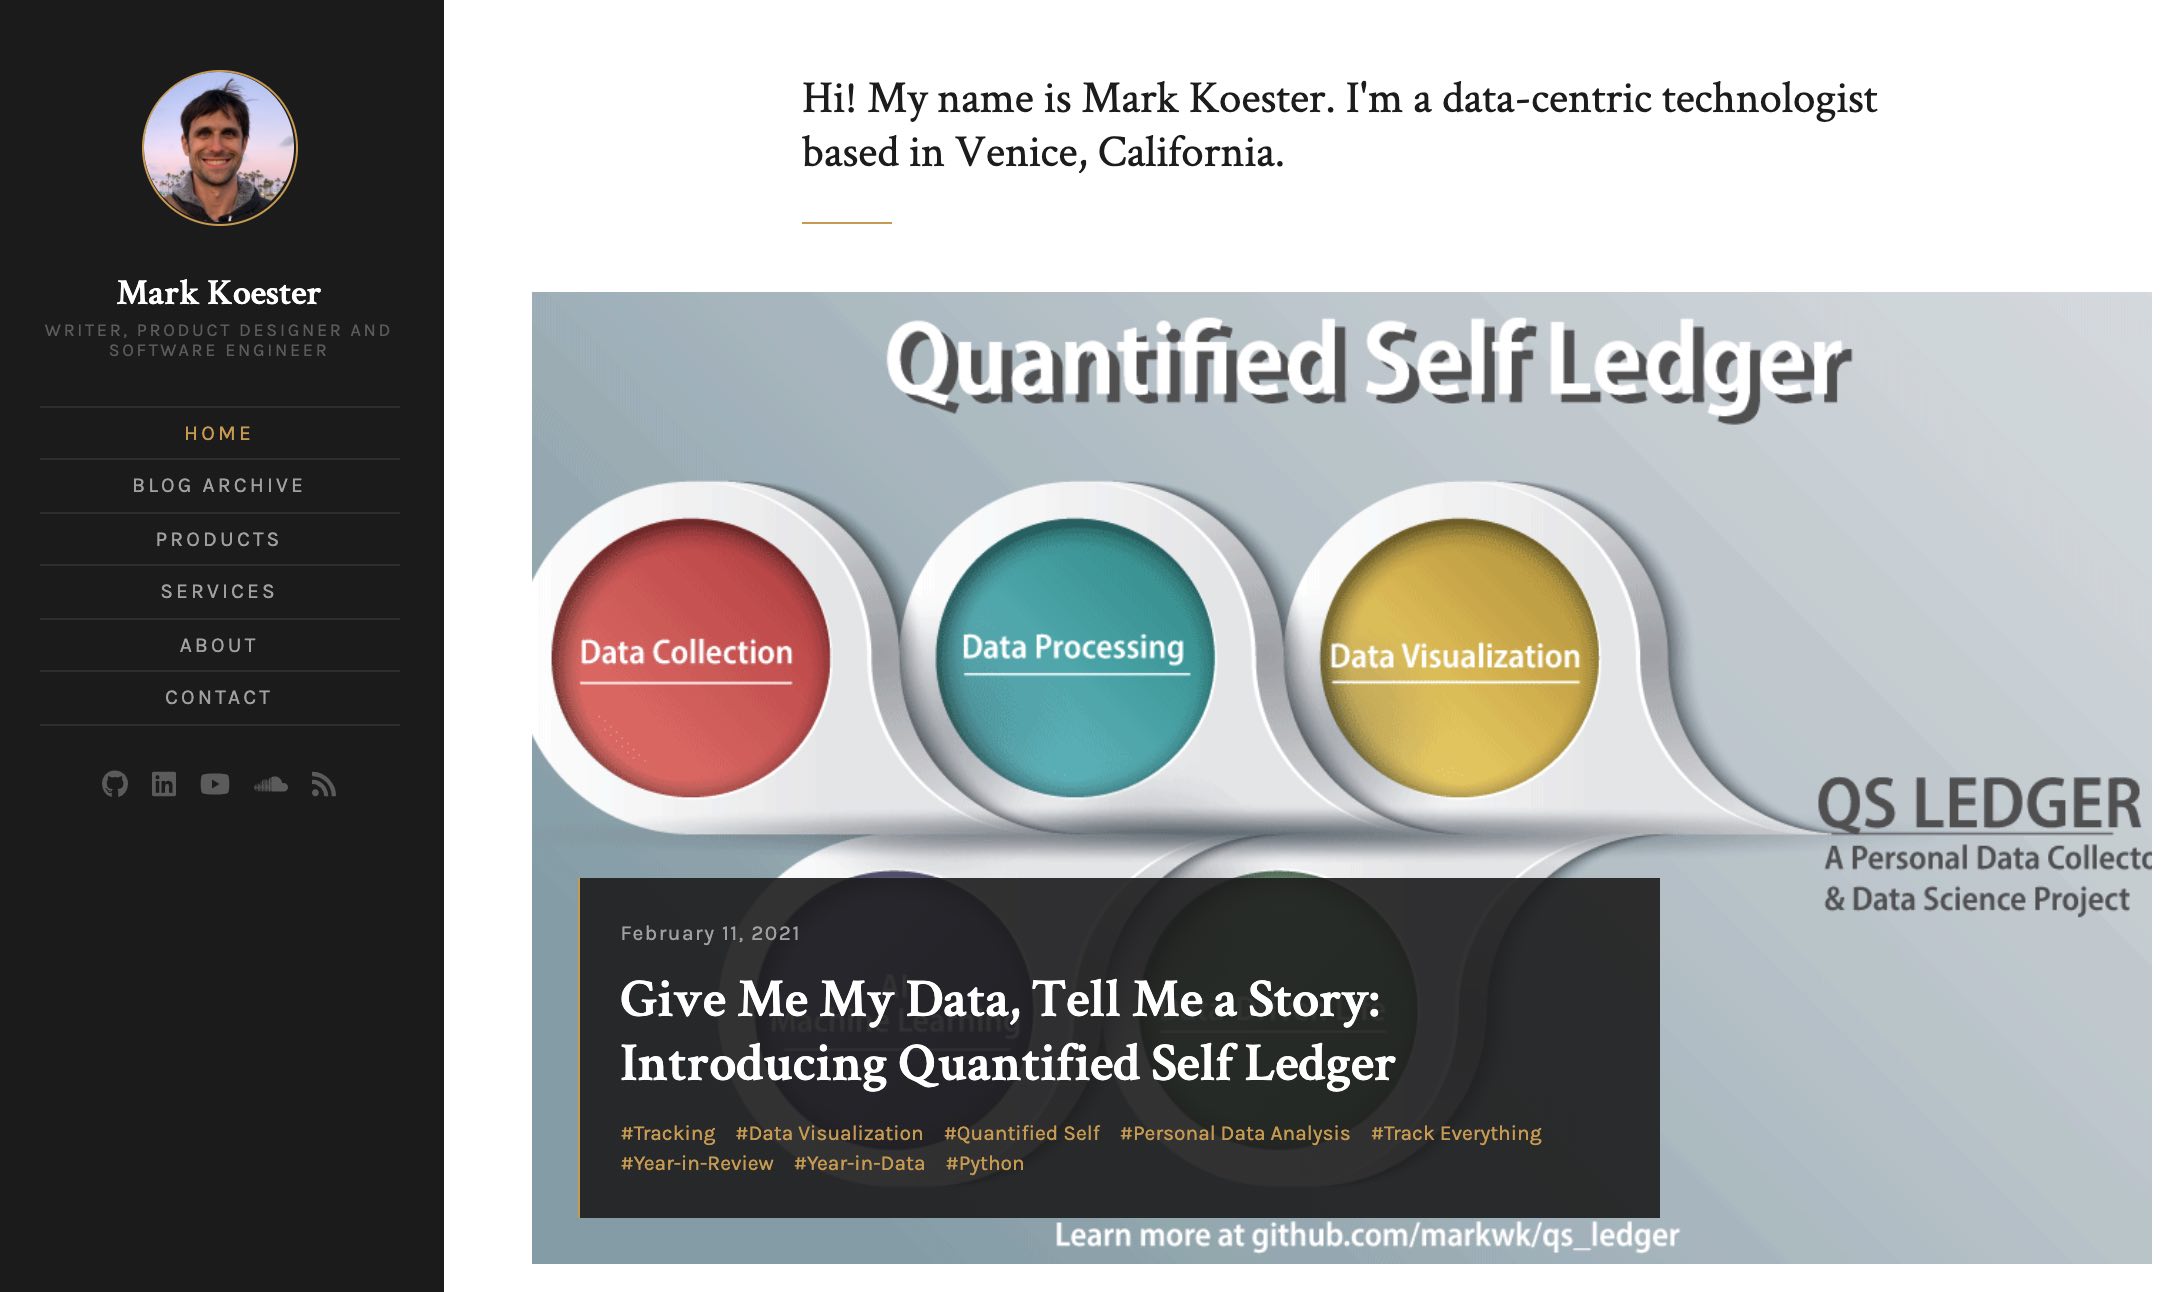 Mark Koester
WRITER, PRODUCT DESIGNER AND
SOFTWARE ENGINEER
HOME
BLOG ARCHIVE
PRODUCTS
SERVICES
ABOUT
CONTACT
Hi! My name is Mark Koester. I'm a data-centric technologist
based in Venice, California.
Quantified Self Ledger
Data Collection
Data Processing
Data Visualization
QS LEDGER
A Personal Data Collecto
& Data Science Project
AI
Machine Learning
February 11, 2021
Give Me My Data, Tell Me a Story:
Introducing Quantified Self Ledger
#Tracking #Data Visualization #Quantified Self #Personal Data Analysis #Track Everything
#Year-in-Review #Year-in-Data #Python
Learn more at github.com/markwk/qs_ledger